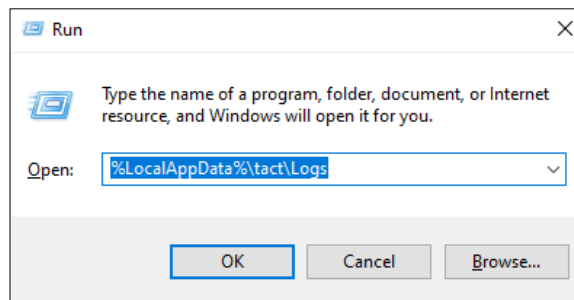 Run
Type the name of a program, folder, document, or Internet
resource, and Windows will open it for you.
Open: %LocalAppData%\tact\Logs
OK Cancel Browse...